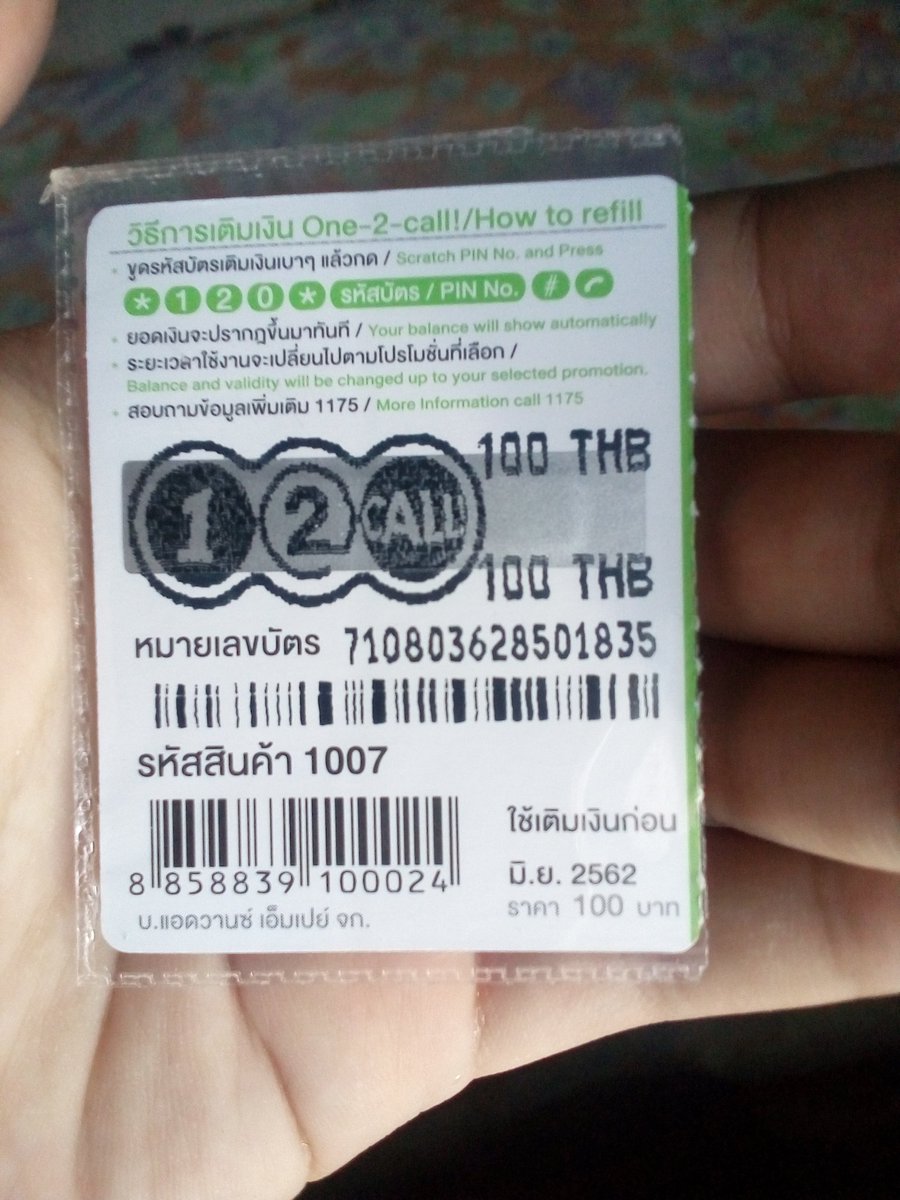 วิธีการเติมเงิน One-2-call!/How to refill
• ขูดรหัสบัตรเติมเงินเบาๆ แล้วกด / Scratch PIN No. and Press
* 1 2 0 * รหัสบัตร / PIN No. #
• ยอดเงินจะปรากฎขึ้นมาทันที / Your balance will show automatically
• ระยะเวลาใช้งานจะเปลี่ยนไปตามโปรโมชั่นที่เลือก /
Balance and validity will be changed up to your selected promotion.
• สอบถามข้อมูลเพิ่มเติม 1175 / More Information call 1175
100 THB
1 2 CALL
100 THB
หมายเลขบัตร 710803628501835
รหัสสินค้า 1007
8 858839 100024
บ.แอดวานซ์ เอ็มเปย์ จก.
ใช้เติมเงินก่อน
มิ.ย. 2562
ราคา 100 บาท